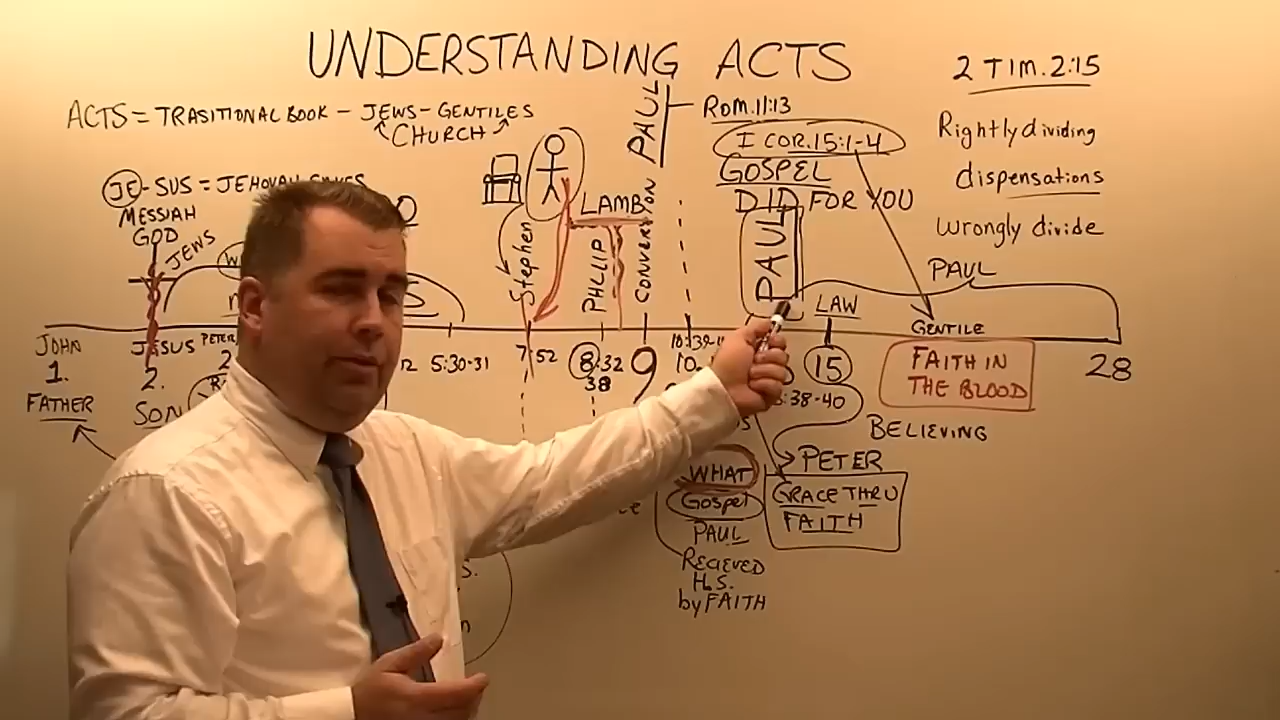 UNDERSTANDING ACTS
2 TIM. 2:15
ACTS = TRASITIONAL BOOK - JEWS - GENTILES
CHURCH
PAUL
ROM. 11:13
I COR. 15:1-4
GOSPEL
DID FOR YOU
Rightly dividing
dispensations
wrongly divide
JE-SUS = JEHOVAH
MESSIAH
GOD
JEWS
Stephen
LAMB
PHILIP
CONVERSION
PAUL
LAW
PAUL
GENTILE
FAITH IN
THE BLOOD
JOHN
1.
FATHER
JESUS
2.
SON
PETER
2
5:30-31
7:52
8:32
38
9
10
15
:38-40
28
BELIEVING
PETER
GRACE THRU
FAITH
WHAT
Gospel
PAUL
RECIEVED
H.S.
by FAITH